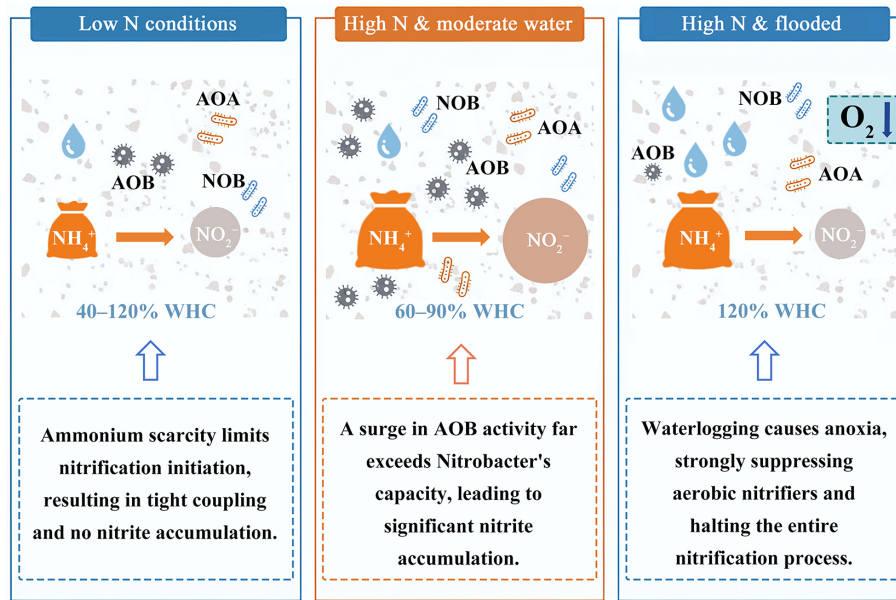 Low N conditions
AOA
AOB
NOB
NH₄⁺
NO₂⁻
40–120% WHC
Ammonium scarcity limits
nitrification initiation,
resulting in tight coupling
and no nitrite accumulation.
High N & moderate water
NOB
AOA
AOB
NH₄⁺
NO₂⁻
60–90% WHC
A surge in AOB activity far
exceeds Nitrobacter's
capacity, leading to
significant nitrite
accumulation.
High N & flooded
NOB
O₂
AOB
AOA
NH₄⁺
NO₂⁻
120% WHC
Waterlogging causes anoxia,
strongly suppressing
aerobic nitrifiers and
halting the entire
nitrification process.